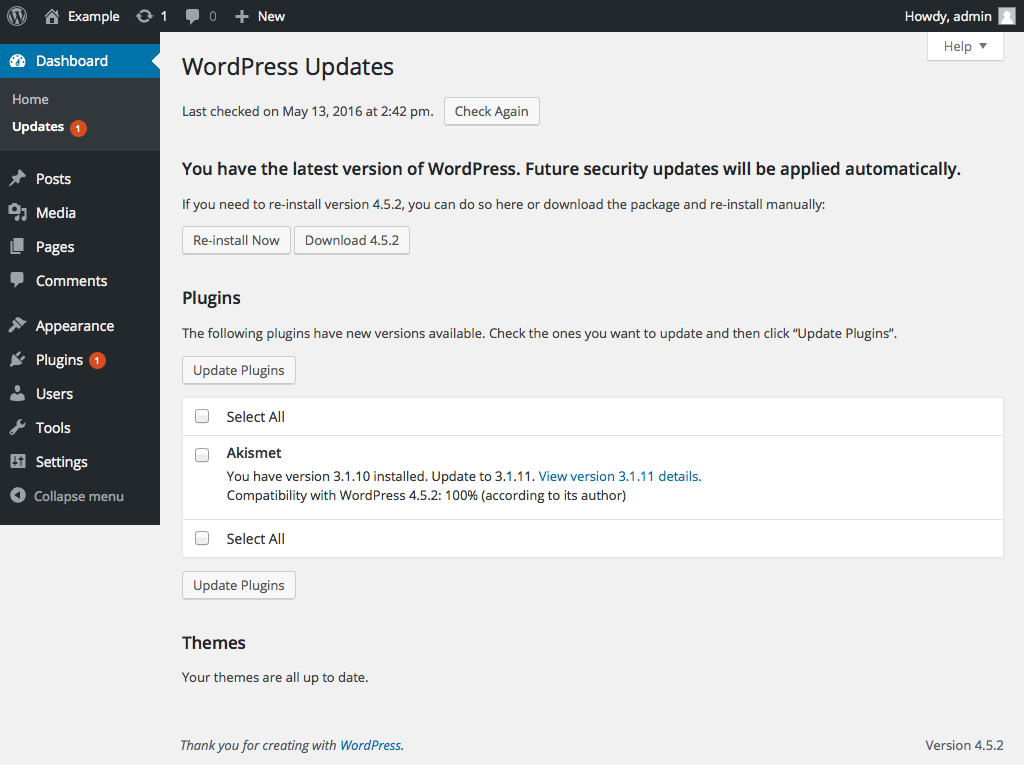 Example 1 0 New Howdy, admin
Help
Dashboard
Home
Updates 1
Posts
Media
Pages
Comments
Appearance
Plugins 1
Users
Tools
Settings
Collapse menu
WordPress Updates
Last checked on May 13, 2016 at 2:42 pm. Check Again
You have the latest version of WordPress. Future security updates will be applied automatically.
If you need to re-install version 4.5.2, you can do so here or download the package and re-install manually:
Re-install Now Download 4.5.2
Plugins
The following plugins have new versions available. Check the ones you want to update and then click “Update Plugins”.
Update Plugins
Select All
Akismet
You have version 3.1.10 installed. Update to 3.1.11. View version 3.1.11 details.
Compatibility with WordPress 4.5.2: 100% (according to its author)
Select All
Update Plugins
Themes
Your themes are all up to date.
Thank you for creating with WordPress. Version 4.5.2